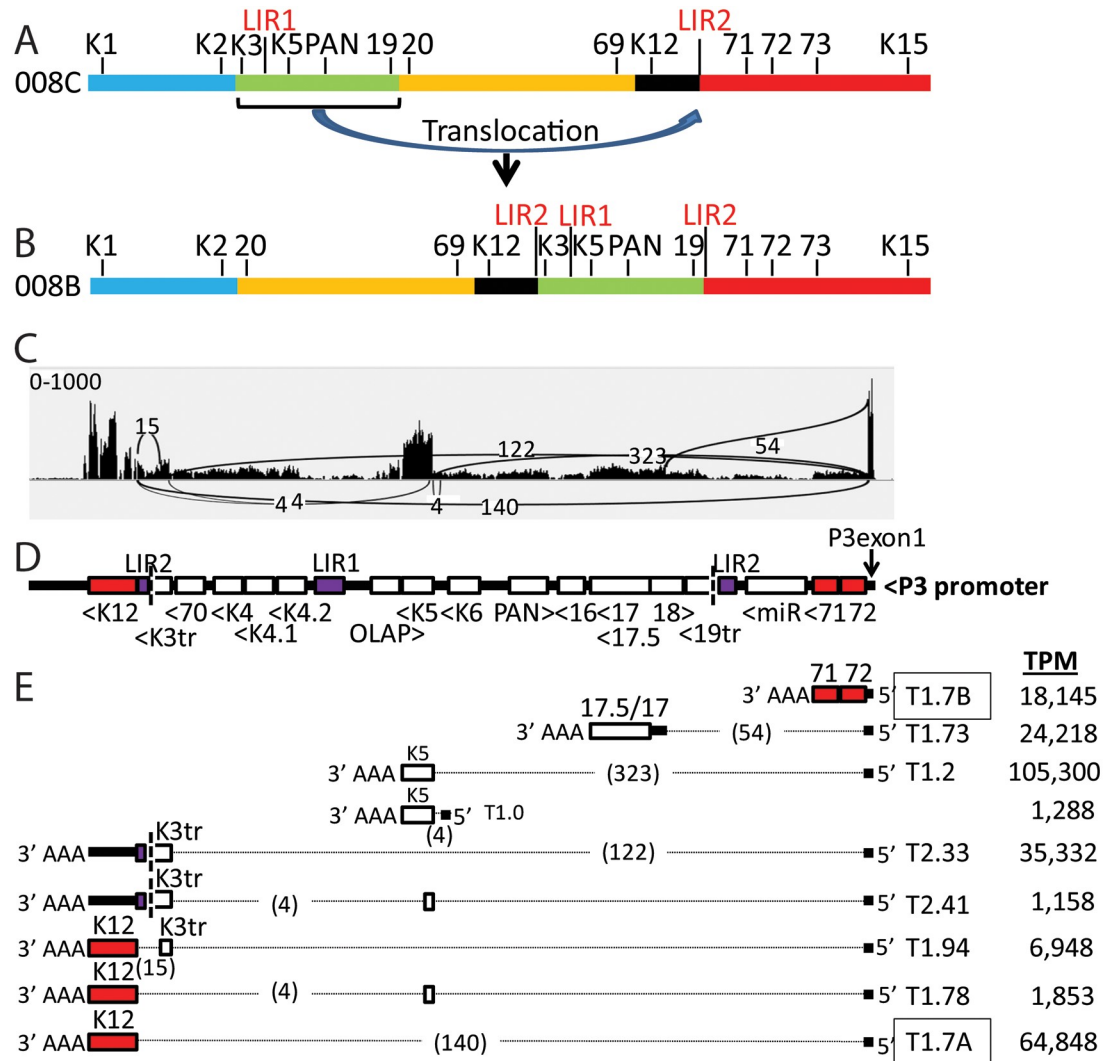 A
LIR1 LIR2
K1 K2 K3 K5 PAN 19 20 69 K12 71 72 73 K15
008C
Translocation
LIR2 LIR1 LIR2
B
K1 K2 20 69 K12 K3 K5 PAN 19 71 72 73 K15
008B
C
0-1000
15 122 323 54
4 4 4 140
P3exon1
D
LIR2 LIR1 LIR2 <P3 promoter
<K12 <70 <K4 <K4.2 <K5 <K6 PAN> <16 <17 18> <miR <71 72
<K3tr <K4.1 OLAP> <17.5 <19tr
TPM
E
71 72
3' AAA 5' T1.7B 18,145
17.5/17
3' AAA (54) 5' T1.73 24,218
K5
3' AAA (323) 5' T1.2 105,300
K5
3' AAA 5' T1.0 1,288
(4)
K3tr
3' AAA (122) 5' T2.33 35,332
K3tr
3' AAA (4) 5' T2.41 1,158
K12 K3tr
3' AAA 5' T1.94 6,948
(15)
K12
3' AAA (4) 5' T1.78 1,853
K12
3' AAA (140) 5' T1.7A 64,848